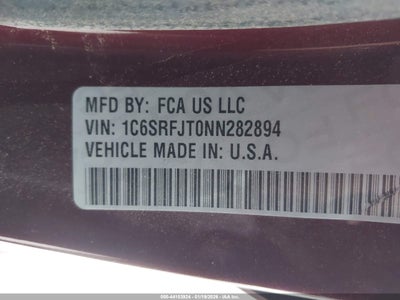 MFD BY: FCA US LLC
VIN: 1C6SRFJT0NN282894
VEHICLE MADE IN: U.S.A.